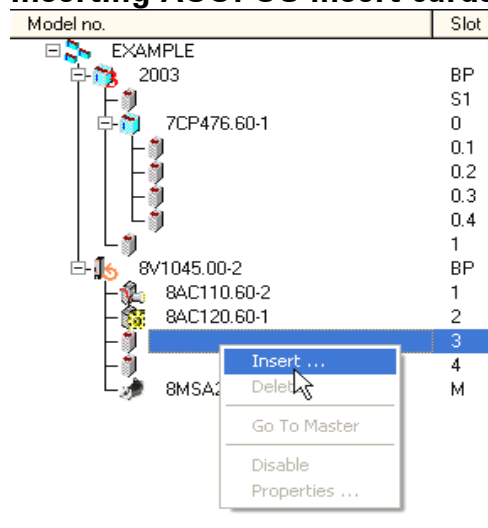 Inserting ACOPOS insert cards
Model no. Slot
EXAMPLE
2003 BP
S1
7CP476.60-1 0
0.1
0.2
0.3
0.4
1
8V1045.00-2 BP
8AC110.60-2 1
8AC120.60-1 2
3
Insert ...
4
Delete
8MSA2 M
Go To Master
Disable
Properties ...